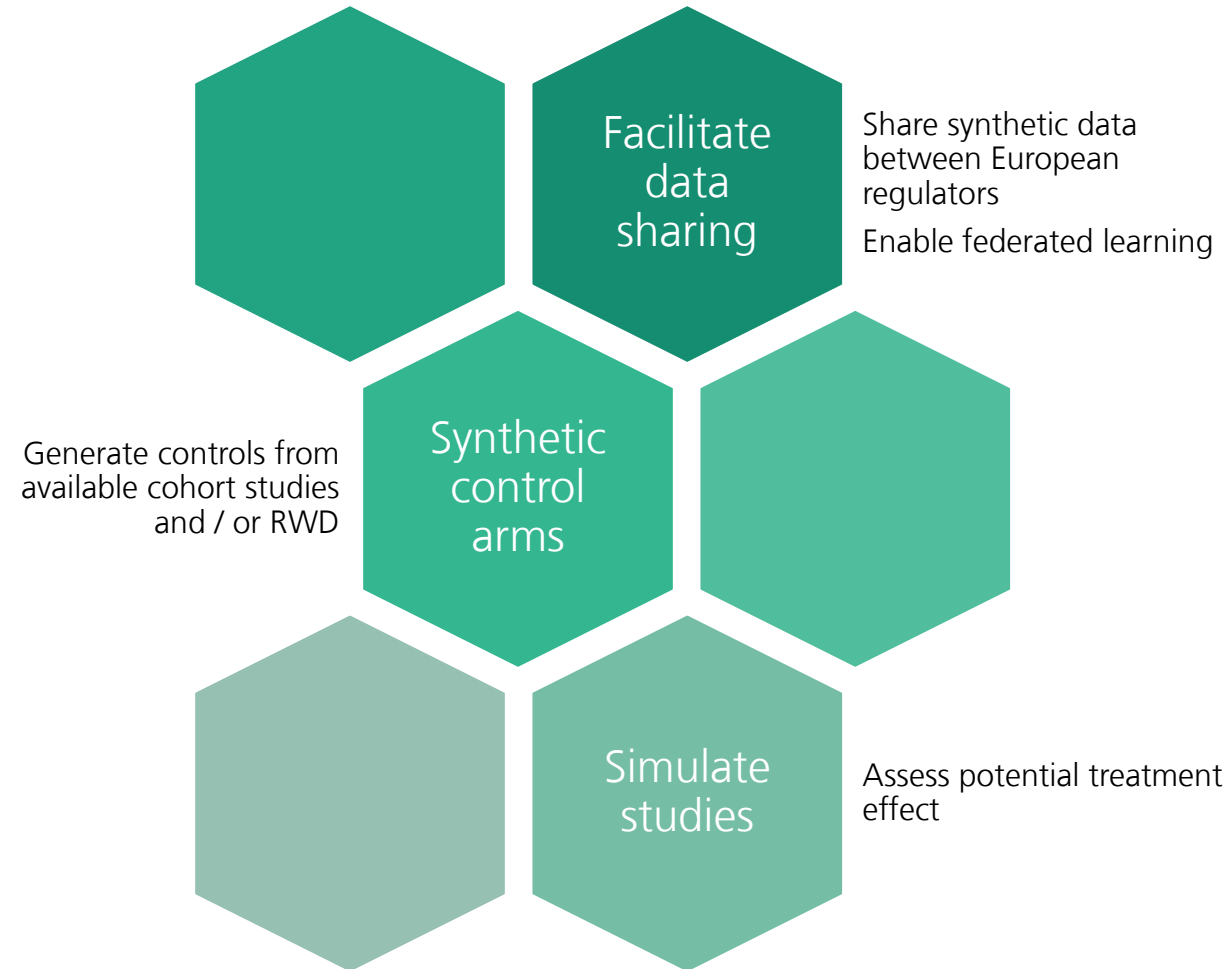 Facilitate
data
sharing
Share synthetic data
between European
regulators
Enable federated learning
Generate controls from
available cohort studies
and / or RWD
Synthetic
control
arms
Simulate
studies
Assess potential treatment
effect